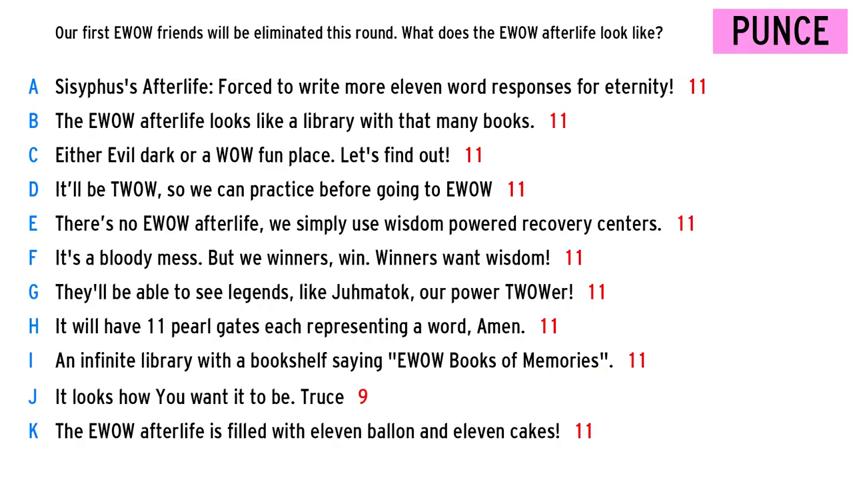 Our first EWOW friends will be eliminated this round. What does the EWOW afterlife look like?
PUNCE
A Sisyphus's Afterlife: Forced to write more eleven word responses for eternity! 11
B The EWOW afterlife looks like a library with that many books. 11
C Either Evil dark or a WOW fun place. Let's find out! 11
D It’ll be TWOW, so we can practice before going to EWOW 11
E There’s no EWOW afterlife, we simply use wisdom powered recovery centers. 11
F It's a bloody mess. But we winners, win. Winners want wisdom! 11
G They'll be able to see legends, like Juhmatok, our power TWOWer! 11
H It will have 11 pearl gates each representing a word, Amen. 11
I An infinite library with a bookshelf saying "EWOW Books of Memories". 11
J It looks how You want it to be. Truce 9
K The EWOW afterlife is filled with eleven ballon and eleven cakes! 11